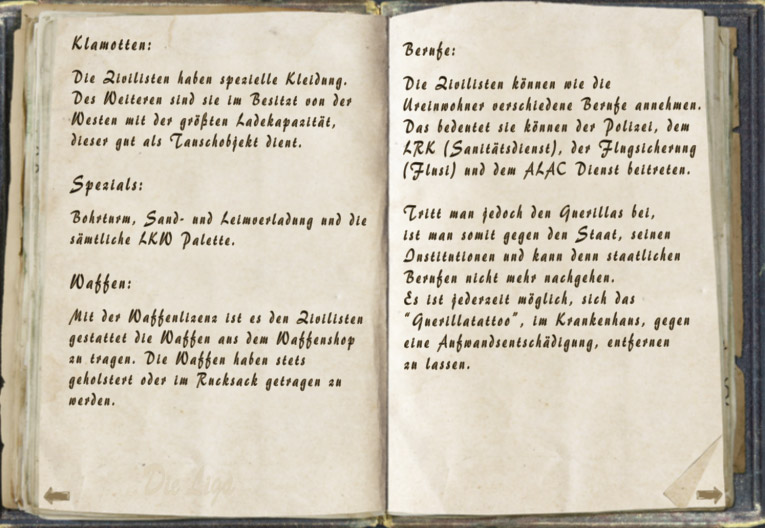 Klamotten:
Die Zivilisten haben spezielle Kleidung.
Des Weiteren sind sie im Besitzt von der
Westen mit der größten Ladekapazität,
dieser gut als Tauschobjekt dient.
Spezials:
Bohrturm, Sand- und Leimverladung und die
sämtliche LKW Palette.
Waffen:
Mit der Waffenlizenz ist es den Zivilisten
gestattet die Waffen aus dem Waffenshop
zu tragen. Die Waffen haben stets
geholstert oder im Rucksack getragen zu
werden.
Berufe:
Die Zivilisten können wie die
Ureinwohner verschiedene Berufe annehmen.
Das bedeutet sie können der Polizei, dem
LRK (Sanitätsdienst), der Flugsicherung
(Flusi) und dem ALAC Dienst beitreten.
Tritt man jedoch den Guerillas bei,
ist man somit gegen den Staat, seinen
Institutionen und kann denn staatlichen
Berufen nicht mehr nachgehen.
Es ist jederzeit möglich, sich das
"Guerillatattoo", im Krankenhaus, gegen
eine Aufwandsentschädigung, entfernen
zu lassen.